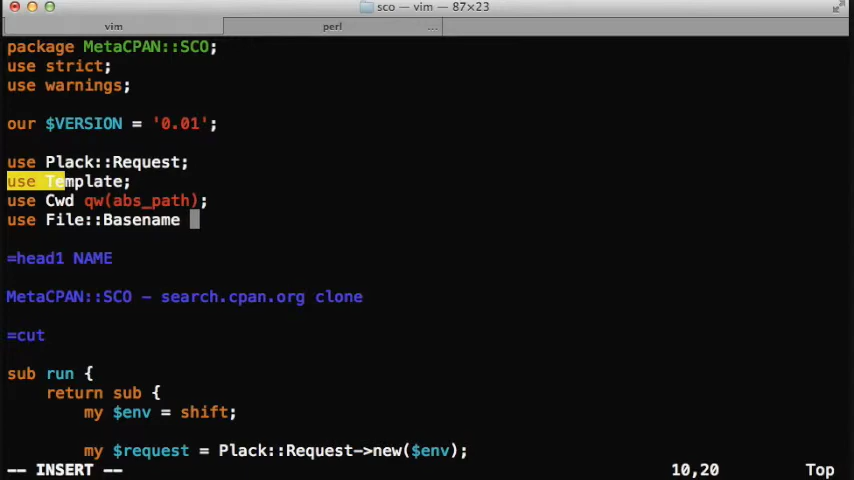 sco — vim — 87×23
vim
perl
...
package MetaCPAN::SCO;
use strict;
use warnings;
our $VERSION = '0.01';
use Plack::Request;
use Template;
use Cwd qw(abs_path);
use File::Basename
=head1 NAME
MetaCPAN::SCO - search.cpan.org clone
=cut
sub run {
    return sub {
        my $env = shift;
        my $request = Plack::Request->new($env);
-- INSERT --
10,20
Top